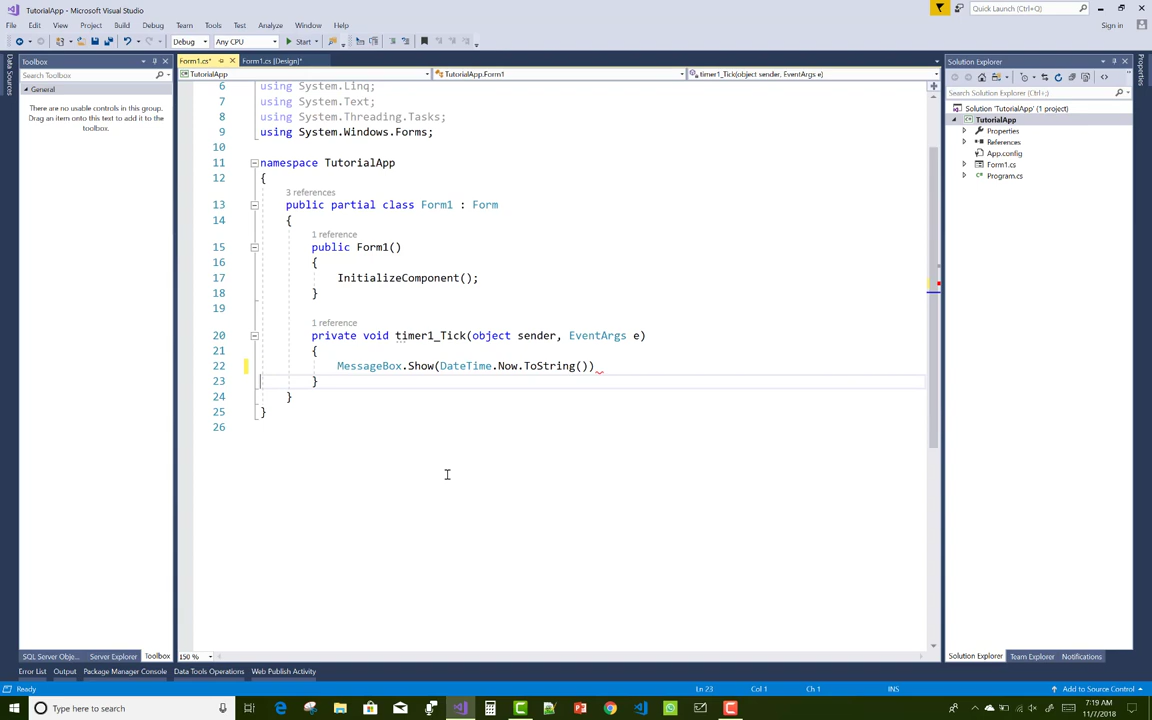 TutorialApp - Microsoft Visual Studio
Quick Launch (Ctrl+Q)
File Edit View Project Build Debug Team Tools Test Analyze Window Help
Sign in
Debug Any CPU Start
Data Sources
Toolbox
Search Toolbox
General
There are no usable controls in this group.
Drag an item onto this text to add it to the
toolbox.
Form1.cs* Form1.cs [Design]*
TutorialApp TutorialApp.Form1 timer1_Tick(object sender, EventArgs e)
6 using System.Linq;
7 using System.Text;
8 using System.Threading.Tasks;
9 using System.Windows.Forms;
10
11 namespace TutorialApp
12 {
3 references
13 public partial class Form1 : Form
14 {
1 reference
15 public Form1()
16 {
17 InitializeComponent();
18 }
19
1 reference
20 private void timer1_Tick(object sender, EventArgs e)
21 {
22 MessageBox.Show(DateTime.Now.ToString())
23 }
24 }
25 }
26
150 %
Solution Explorer
Search Solution Explorer (Ctrl+;)
Solution 'TutorialApp' (1 project)
TutorialApp
Properties
References
App.config
Form1.cs
Program.cs
Properties
SQL Server Obje... Server Explorer Toolbox
Solution Explorer Team Explorer Notifications
Error List Output Package Manager Console Data Tools Operations Web Publish Activity
Ready Ln 23 Col 1 Ch 1 INS Add to Source Control
Type here to search
7:19 AM
11/7/2018